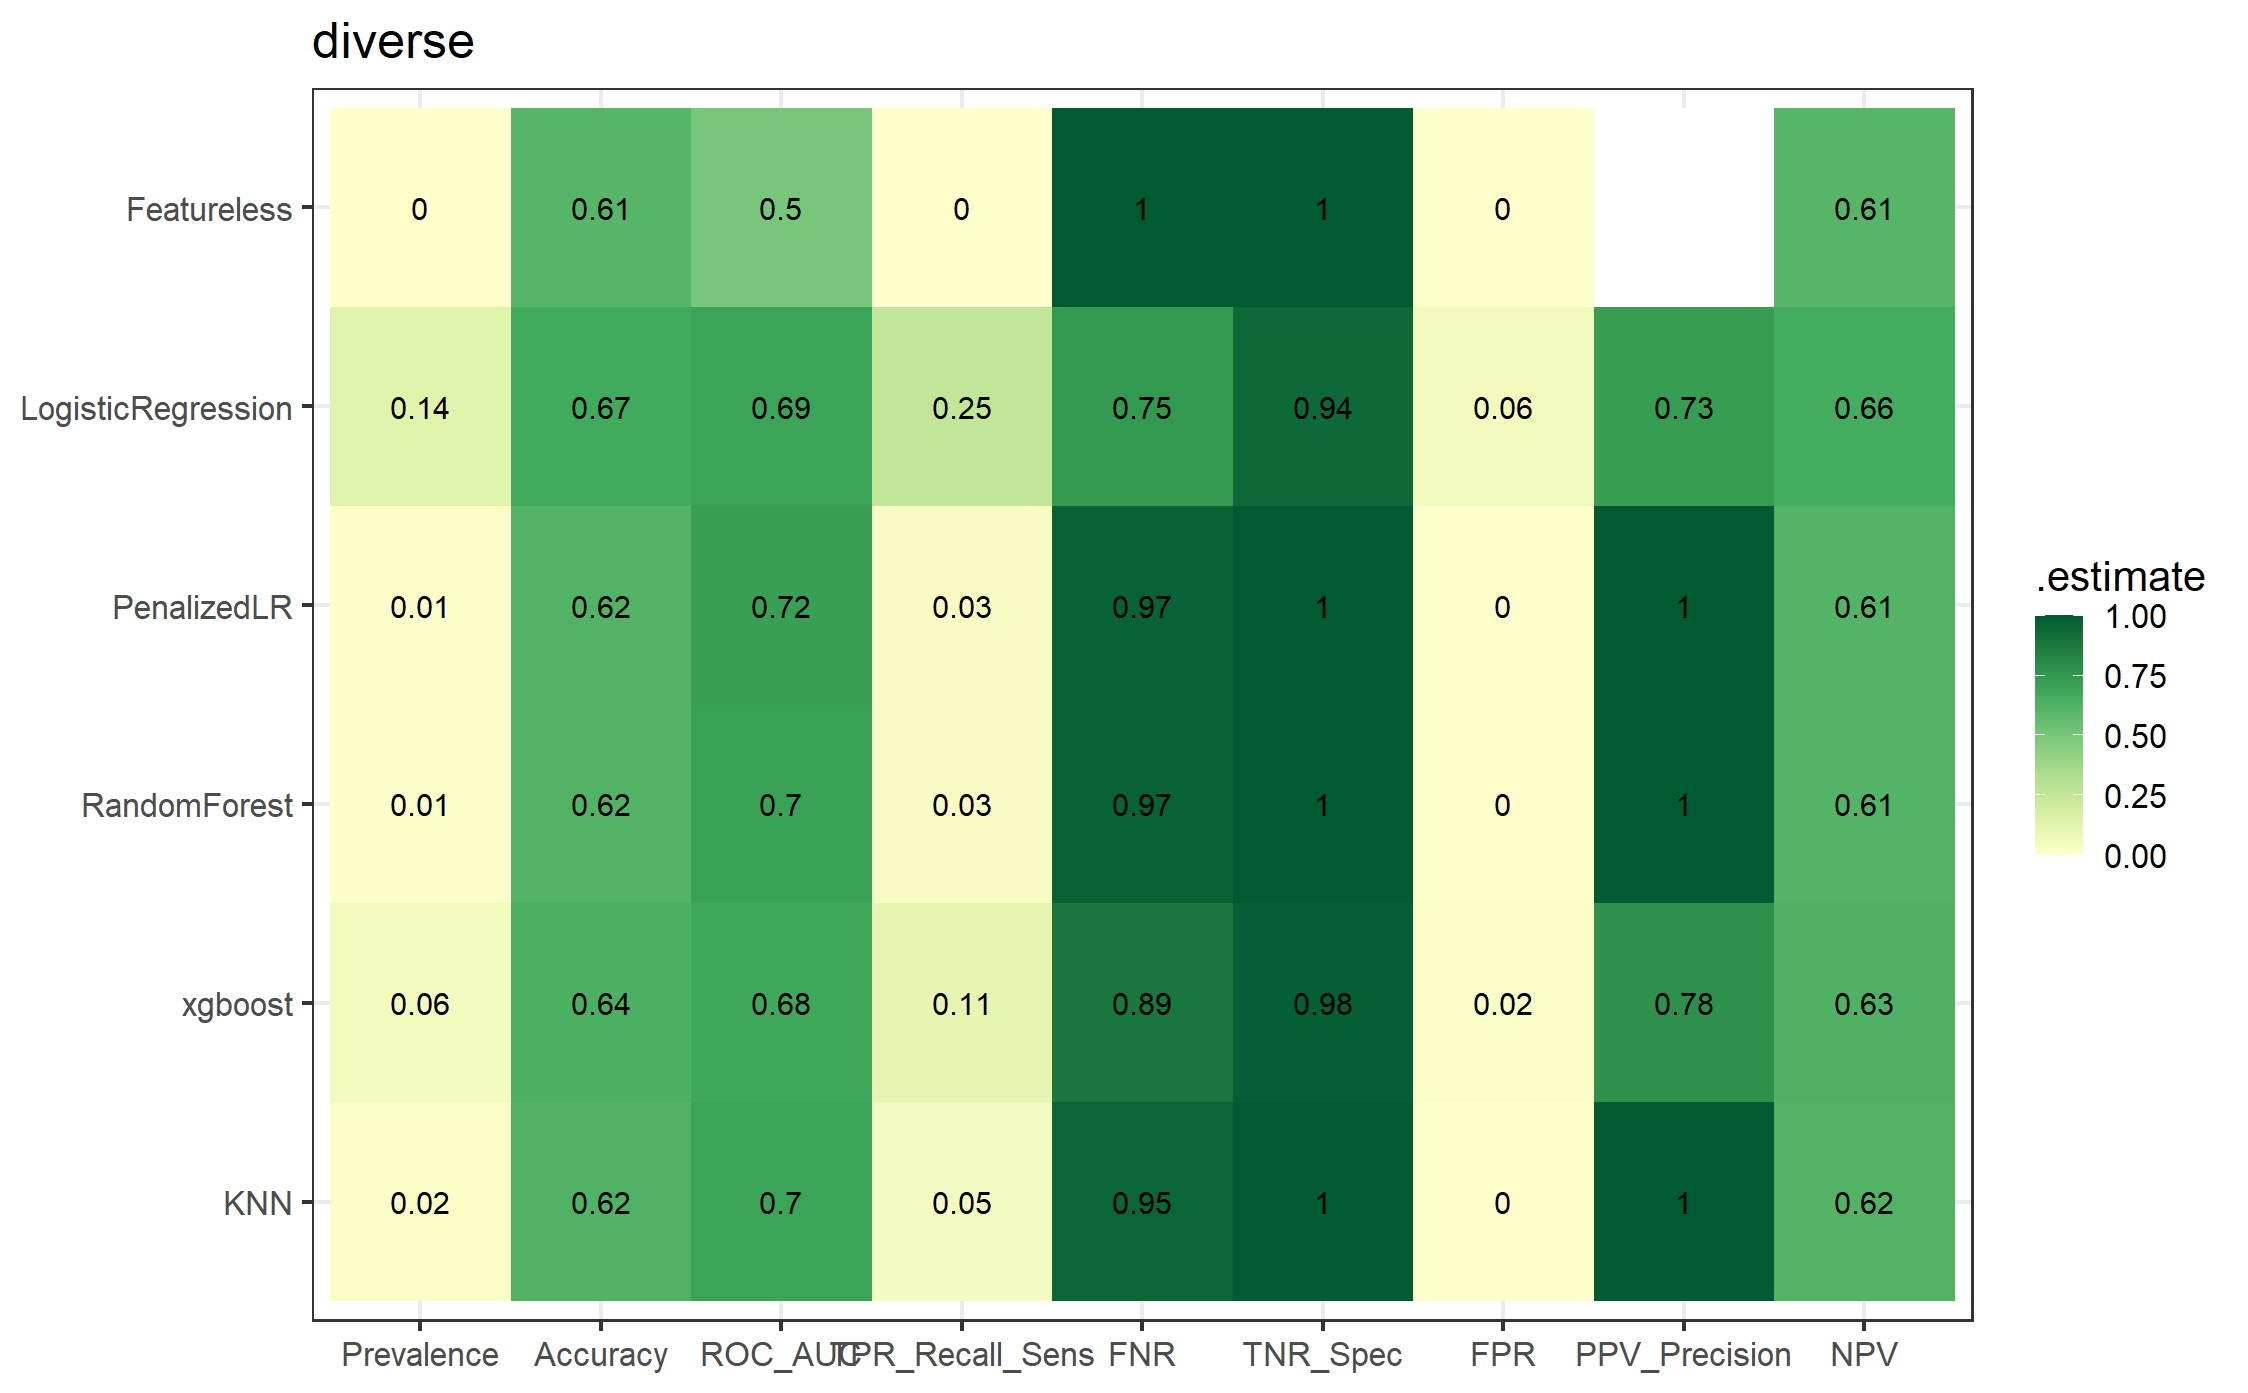 diverse
Featureless 0 0.61 0.5 0 1 1 0 0.61
LogisticRegression 0.14 0.67 0.69 0.25 0.75 0.94 0.06 0.73 0.66
PenalizedLR 0.01 0.62 0.72 0.03 0.97 1 0 1 0.61
RandomForest 0.01 0.62 0.7 0.03 0.97 1 0 1 0.61
xgboost 0.06 0.64 0.68 0.11 0.89 0.98 0.02 0.78 0.63
KNN 0.02 0.62 0.7 0.05 0.95 1 0 1 0.62
Prevalence Accuracy ROC_AUC TPR_Recall_Sens FNR TNR_Spec FPR PPV_Precision NPV
.estimate
1.00
0.75
0.50
0.25
0.00